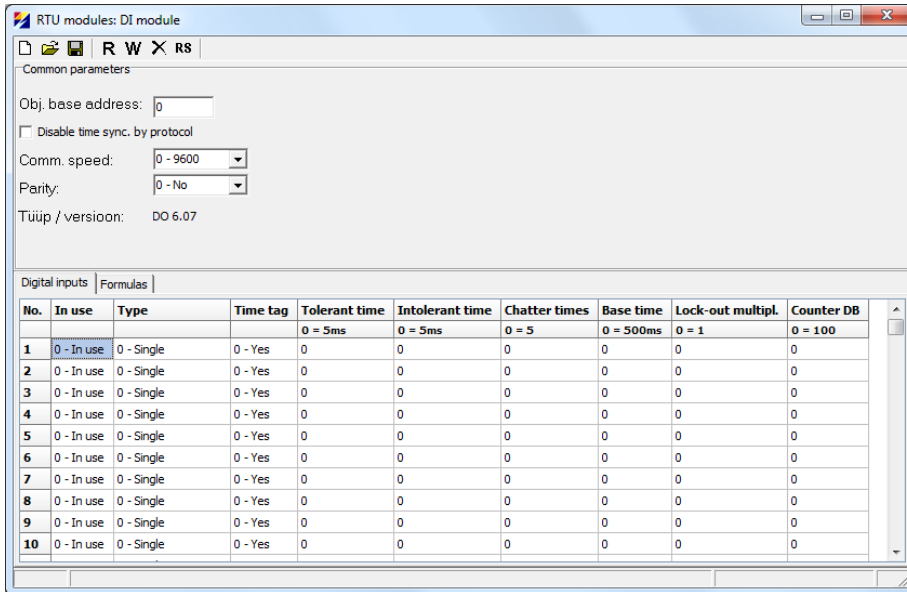 RTU modules: DI module
R W RS
Common parameters
Obj. base address: 0
Disable time sync. by protocol
Comm. speed: 0 - 9600
Parity: 0 - No
Tüüp / versioon: DO 6.07
Digital inputs Formulas
No. In use Type Time tag Tolerant time Intolerant time Chatter times Base time Lock-out multipl. Counter DB
0 = 5ms 0 = 5ms 0 = 5 0 = 500ms 0 = 1 0 = 100
1 0 - In use 0 - Single 0 - Yes 0 0 0 0 0 0
2 0 - In use 0 - Single 0 - Yes 0 0 0 0 0 0
3 0 - In use 0 - Single 0 - Yes 0 0 0 0 0 0
4 0 - In use 0 - Single 0 - Yes 0 0 0 0 0 0
5 0 - In use 0 - Single 0 - Yes 0 0 0 0 0 0
6 0 - In use 0 - Single 0 - Yes 0 0 0 0 0 0
7 0 - In use 0 - Single 0 - Yes 0 0 0 0 0 0
8 0 - In use 0 - Single 0 - Yes 0 0 0 0 0 0
9 0 - In use 0 - Single 0 - Yes 0 0 0 0 0 0
10 0 - In use 0 - Single 0 - Yes 0 0 0 0 0 0